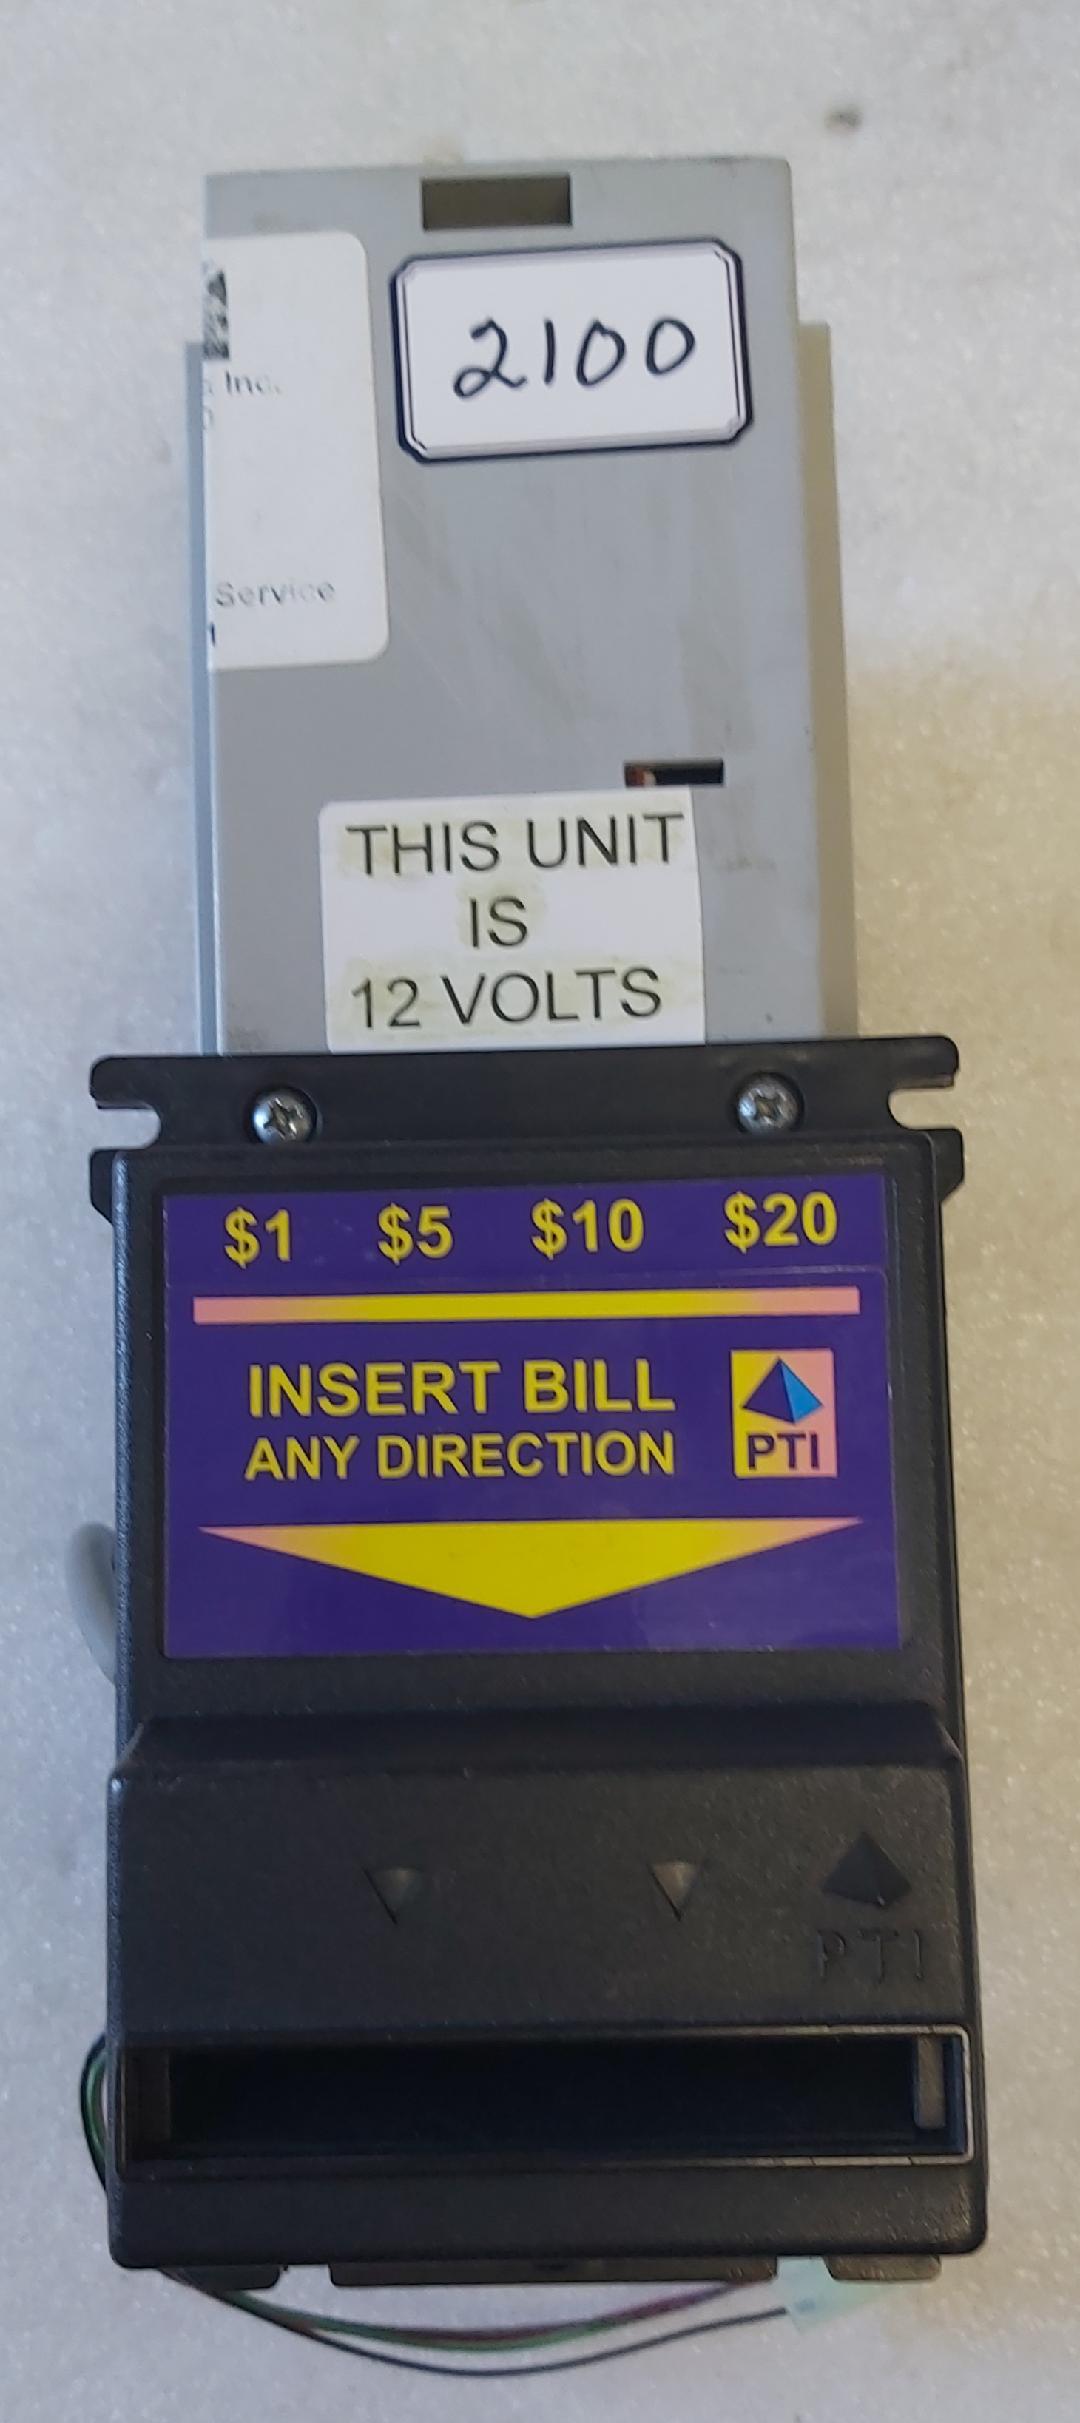 2100
Inc.
Service
THIS UNIT
IS
12 VOLTS
$1 $5 $10 $20
INSERT BILL
ANY DIRECTION
PTI
PTI